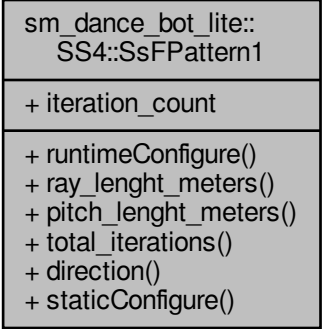 sm_dance_bot_lite::
SS4::SsFPattern1
+ iteration_count
+ runtimeConfigure()
+ ray_lenght_meters()
+ pitch_lenght_meters()
+ total_iterations()
+ direction()
+ staticConfigure()